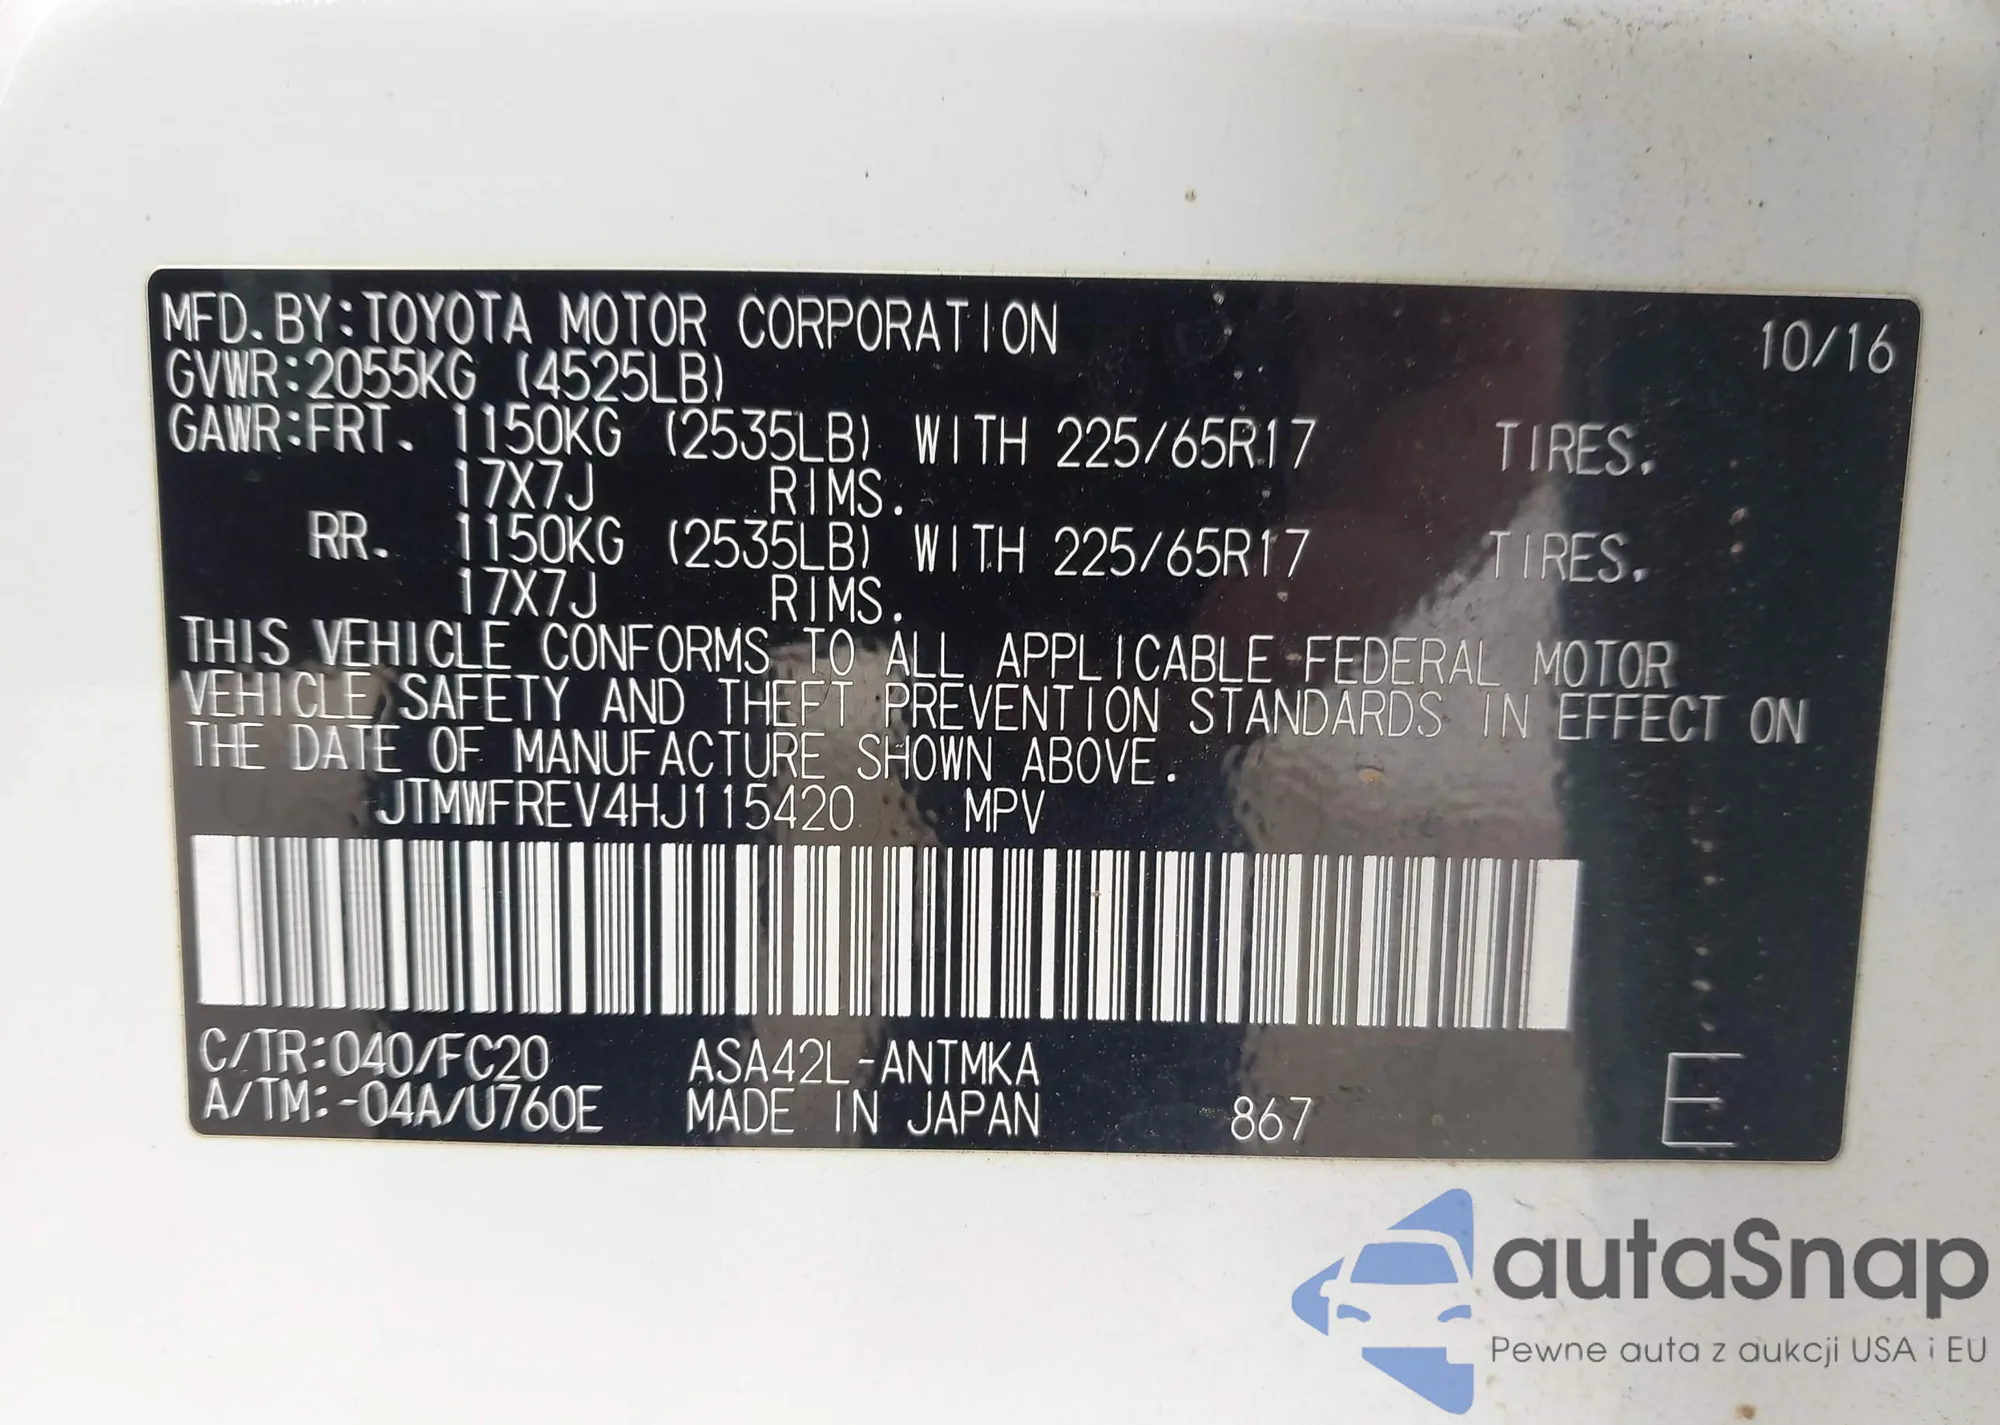 MFD. BY:TOYOTA MOTOR CORPORATION 10/16
GVWR:2055KG (4525LB)
GAWR:FRT. 1150KG (2535LB) WITH 225/65R17 TIRES.
17X7J RIMS.
RR. 1150KG (2535LB) WITH 225/65R17 TIRES.
17X7J RIMS.
THIS VEHICLE CONFORMS TO ALL APPLICABLE FEDERAL MOTOR
VEHICLE SAFETY AND THEFT PREVENTION STANDARDS IN EFFECT ON
THE DATE OF MANUFACTURE SHOWN ABOVE.
JTMWFREV4HJ115420 MPV
C/TR:040/FC20 ASA42L-ANTMKA
A/TM:-04A/U760E MADE IN JAPAN 867 E
autaSnap
Pewne auta z aukcji USA i EU